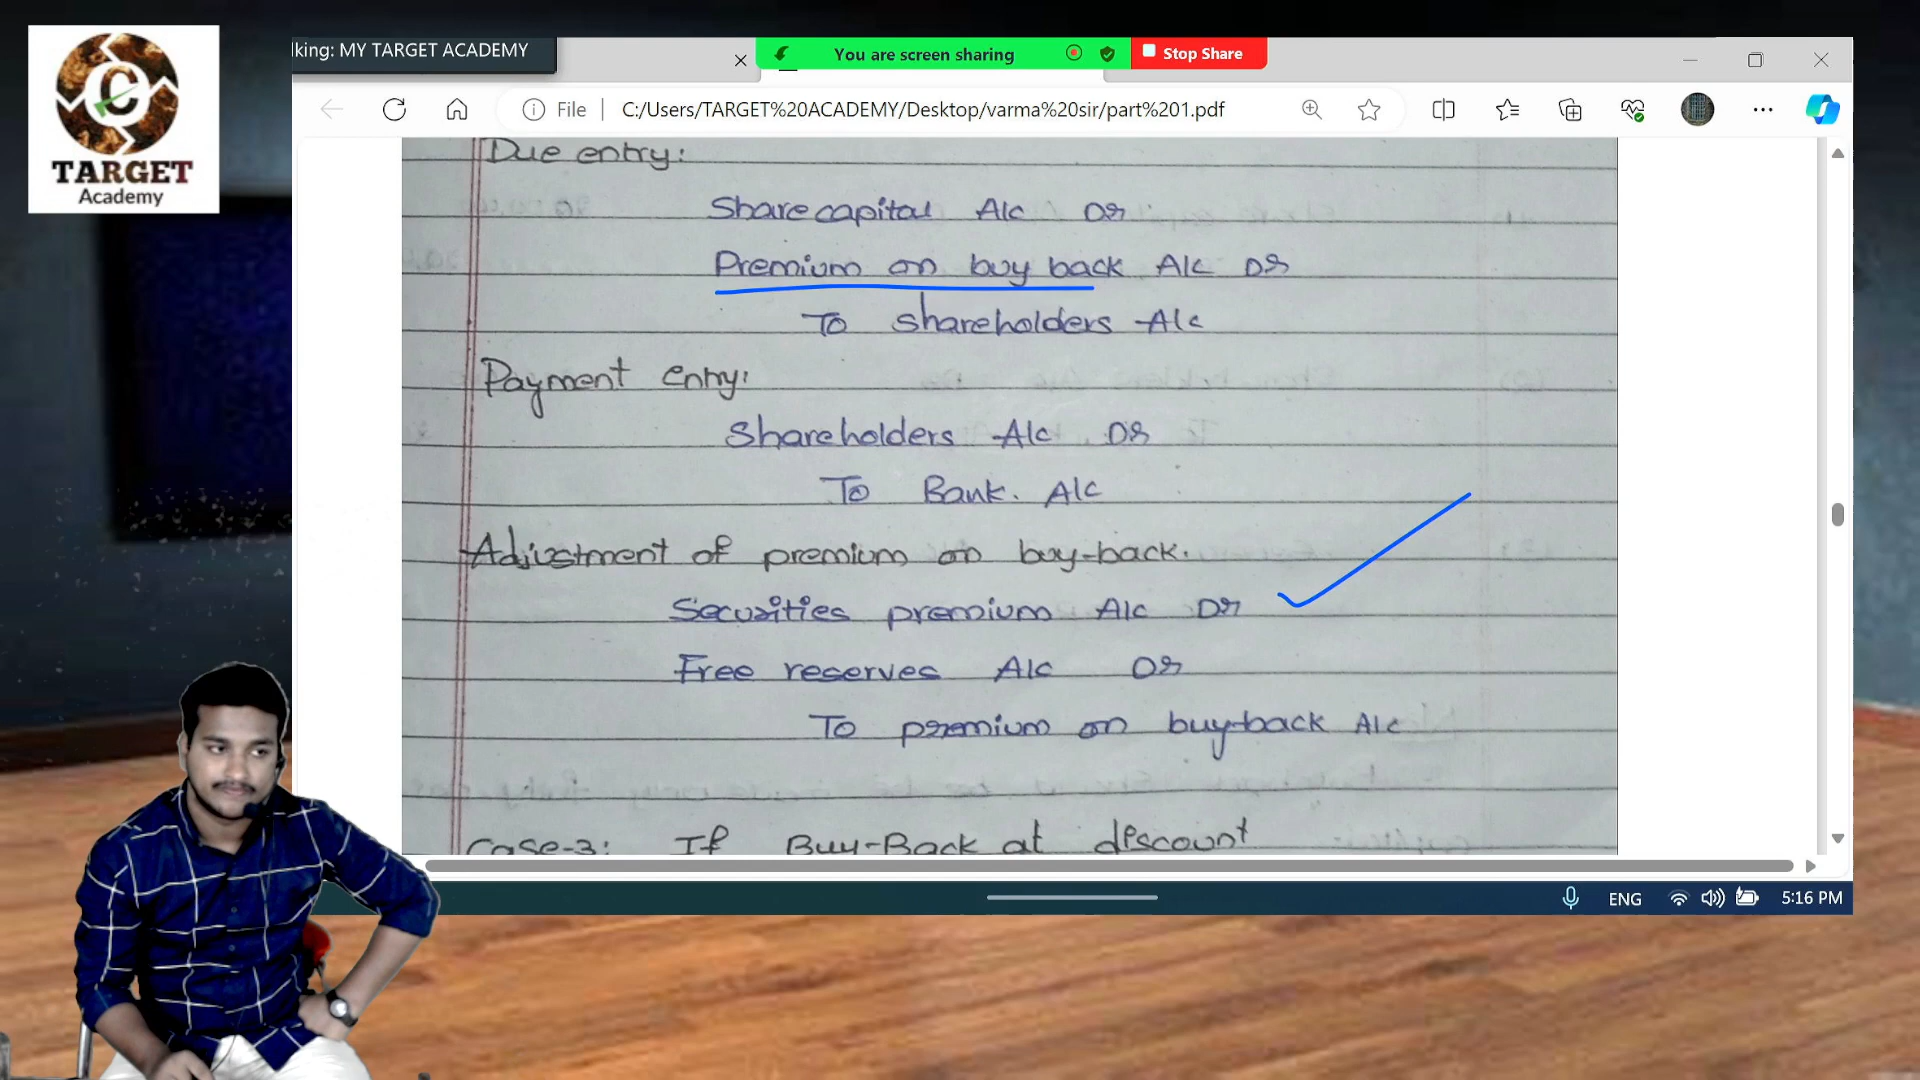 TARGET
Academy
lking: MY TARGET ACADEMY
You are screen sharing
Stop Share
File
C:/Users/TARGET%20ACADEMY/Desktop/varma%20sir/part%201.pdf
Due entry:
Share capital A/c Dr
Premium on buy back A/c Dr
To shareholders A/c
Payment entry:
Shareholders A/c Dr
To Bank. A/c
Adjustment of premium on buy-back.
Securities premium A/c Dr
Free reserves A/c Dr
To premium on buy-back A/c
Case-3: If Buy-Back at discount
ENG
5:16 PM